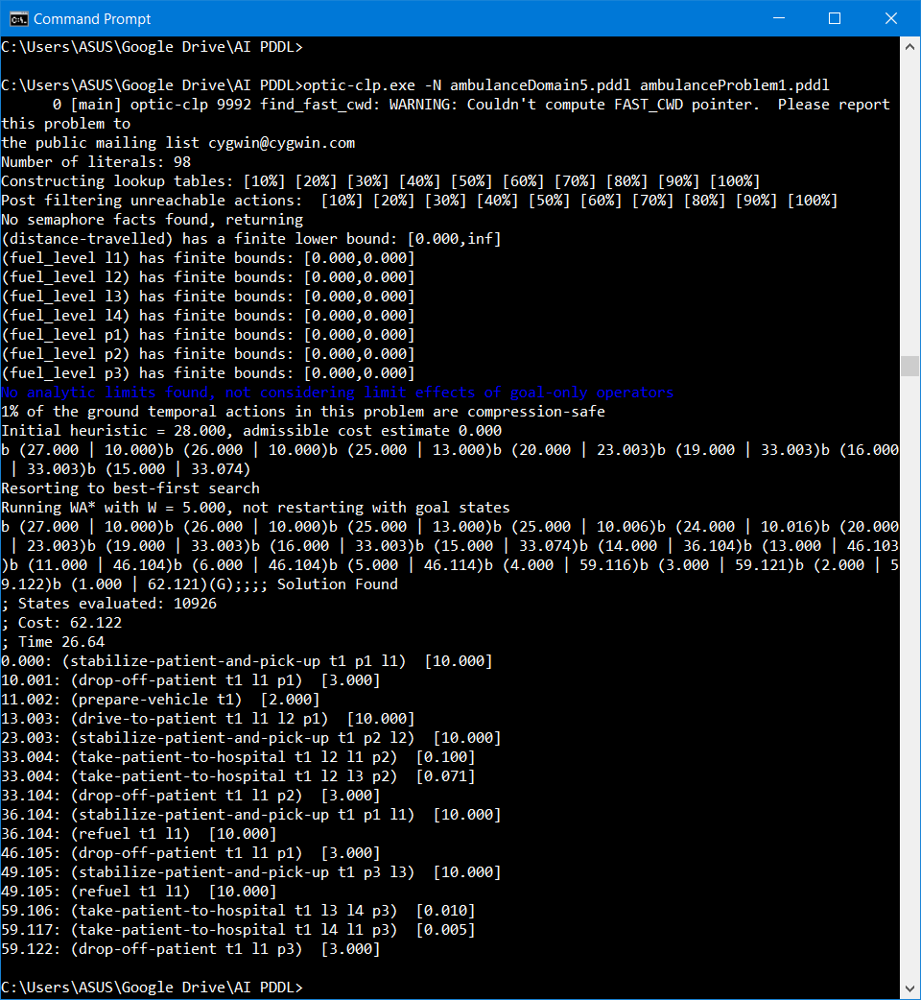 Command Prompt
C:\Users\ASUS\Google Drive\AI PDDL>
C:\Users\ASUS\Google Drive\AI PDDL>optic-clp.exe -N ambulanceDomain5.pddl ambulanceProblem1.pddl
      0 [main] optic-clp 9992 find_fast_cwd: WARNING: Couldn't compute FAST_CWD pointer.  Please report
this problem to
the public mailing list cygwin@cygwin.com
Number of literals: 98
Constructing lookup tables: [10%] [20%] [30%] [40%] [50%] [60%] [70%] [80%] [90%] [100%]
Post filtering unreachable actions:  [10%] [20%] [30%] [40%] [50%] [60%] [70%] [80%] [90%] [100%]
No semaphore facts found, returning
(distance-travelled) has a finite lower bound: [0.000,inf]
(fuel_level l1) has finite bounds: [0.000,0.000]
(fuel_level l2) has finite bounds: [0.000,0.000]
(fuel_level l3) has finite bounds: [0.000,0.000]
(fuel_level l4) has finite bounds: [0.000,0.000]
(fuel_level p1) has finite bounds: [0.000,0.000]
(fuel_level p2) has finite bounds: [0.000,0.000]
(fuel_level p3) has finite bounds: [0.000,0.000]
No analytic limits found, not considering limit effects of goal-only operators
1% of the ground temporal actions in this problem are compression-safe
Initial heuristic = 28.000, admissible cost estimate 0.000
b (27.000 | 10.000)b (26.000 | 10.000)b (25.000 | 13.000)b (20.000 | 23.003)b (19.000 | 33.003)b (16.000
 | 33.003)b (15.000 | 33.074)
Resorting to best-first search
Running WA* with W = 5.000, not restarting with goal states
b (27.000 | 10.000)b (26.000 | 10.000)b (25.000 | 13.000)b (25.000 | 10.006)b (24.000 | 10.016)b (20.000
 | 23.003)b (19.000 | 33.003)b (16.000 | 33.003)b (15.000 | 33.074)b (14.000 | 36.104)b (13.000 | 46.103
)b (11.000 | 46.104)b (6.000 | 46.104)b (5.000 | 46.114)b (4.000 | 59.116)b (3.000 | 59.121)b (2.000 | 5
9.122)b (1.000 | 62.121)(G);;;; Solution Found
; States evaluated: 10926
; Cost: 62.122
; Time 26.64
0.000: (stabilize-patient-and-pick-up t1 p1 l1)  [10.000]
10.001: (drop-off-patient t1 l1 p1)  [3.000]
11.002: (prepare-vehicle t1)  [2.000]
13.003: (drive-to-patient t1 l1 l2 p1)  [10.000]
23.003: (stabilize-patient-and-pick-up t1 p2 l2)  [10.000]
33.004: (take-patient-to-hospital t1 l2 l1 p2)  [0.100]
33.004: (take-patient-to-hospital t1 l2 l3 p2)  [0.071]
33.104: (drop-off-patient t1 l1 p2)  [3.000]
36.104: (stabilize-patient-and-pick-up t1 p1 l1)  [10.000]
36.104: (refuel t1 l1)  [10.000]
46.105: (drop-off-patient t1 l1 p1)  [3.000]
49.105: (stabilize-patient-and-pick-up t1 p3 l3)  [10.000]
49.105: (refuel t1 l1)  [10.000]
59.106: (take-patient-to-hospital t1 l3 l4 p3)  [0.010]
59.117: (take-patient-to-hospital t1 l4 l1 p3)  [0.005]
59.122: (drop-off-patient t1 l1 p3)  [3.000]
C:\Users\ASUS\Google Drive\AI PDDL>